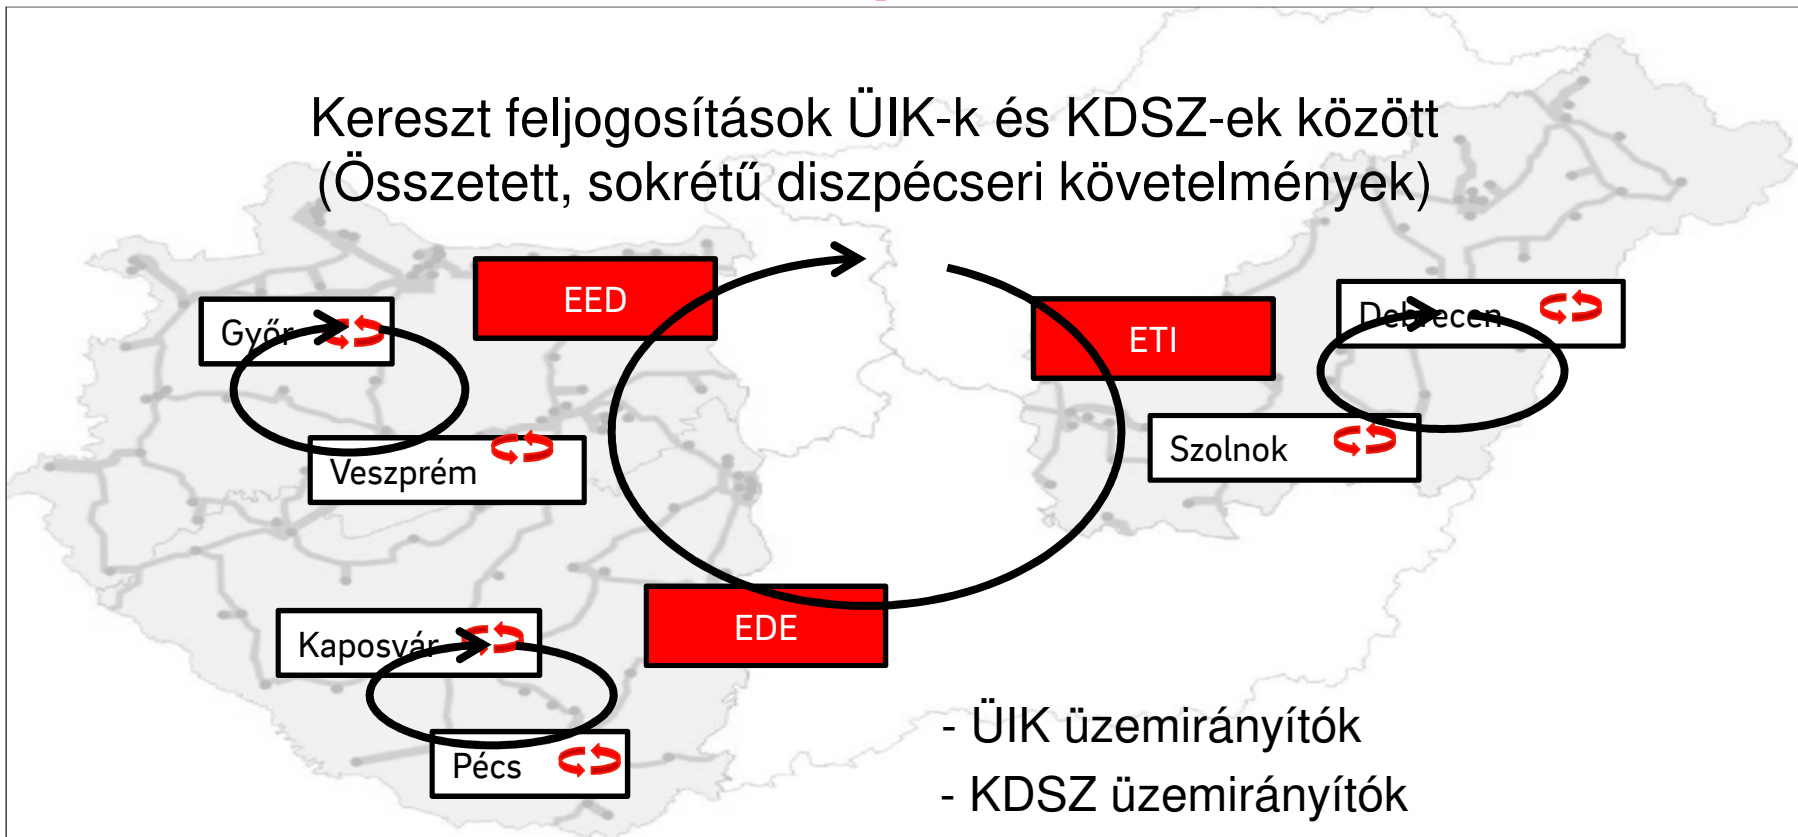 Kereszt feljogosítások ÜIK-k és KDSZ-ek között
(Összetett, sokrétű diszpécseri követelmények)
EED
Győr
ETI
Debrecen
Veszprém
Szolnok
EDE
Kaposvár
Pécs
- ÜIK üzemirányítók
- KDSZ üzemirányítók